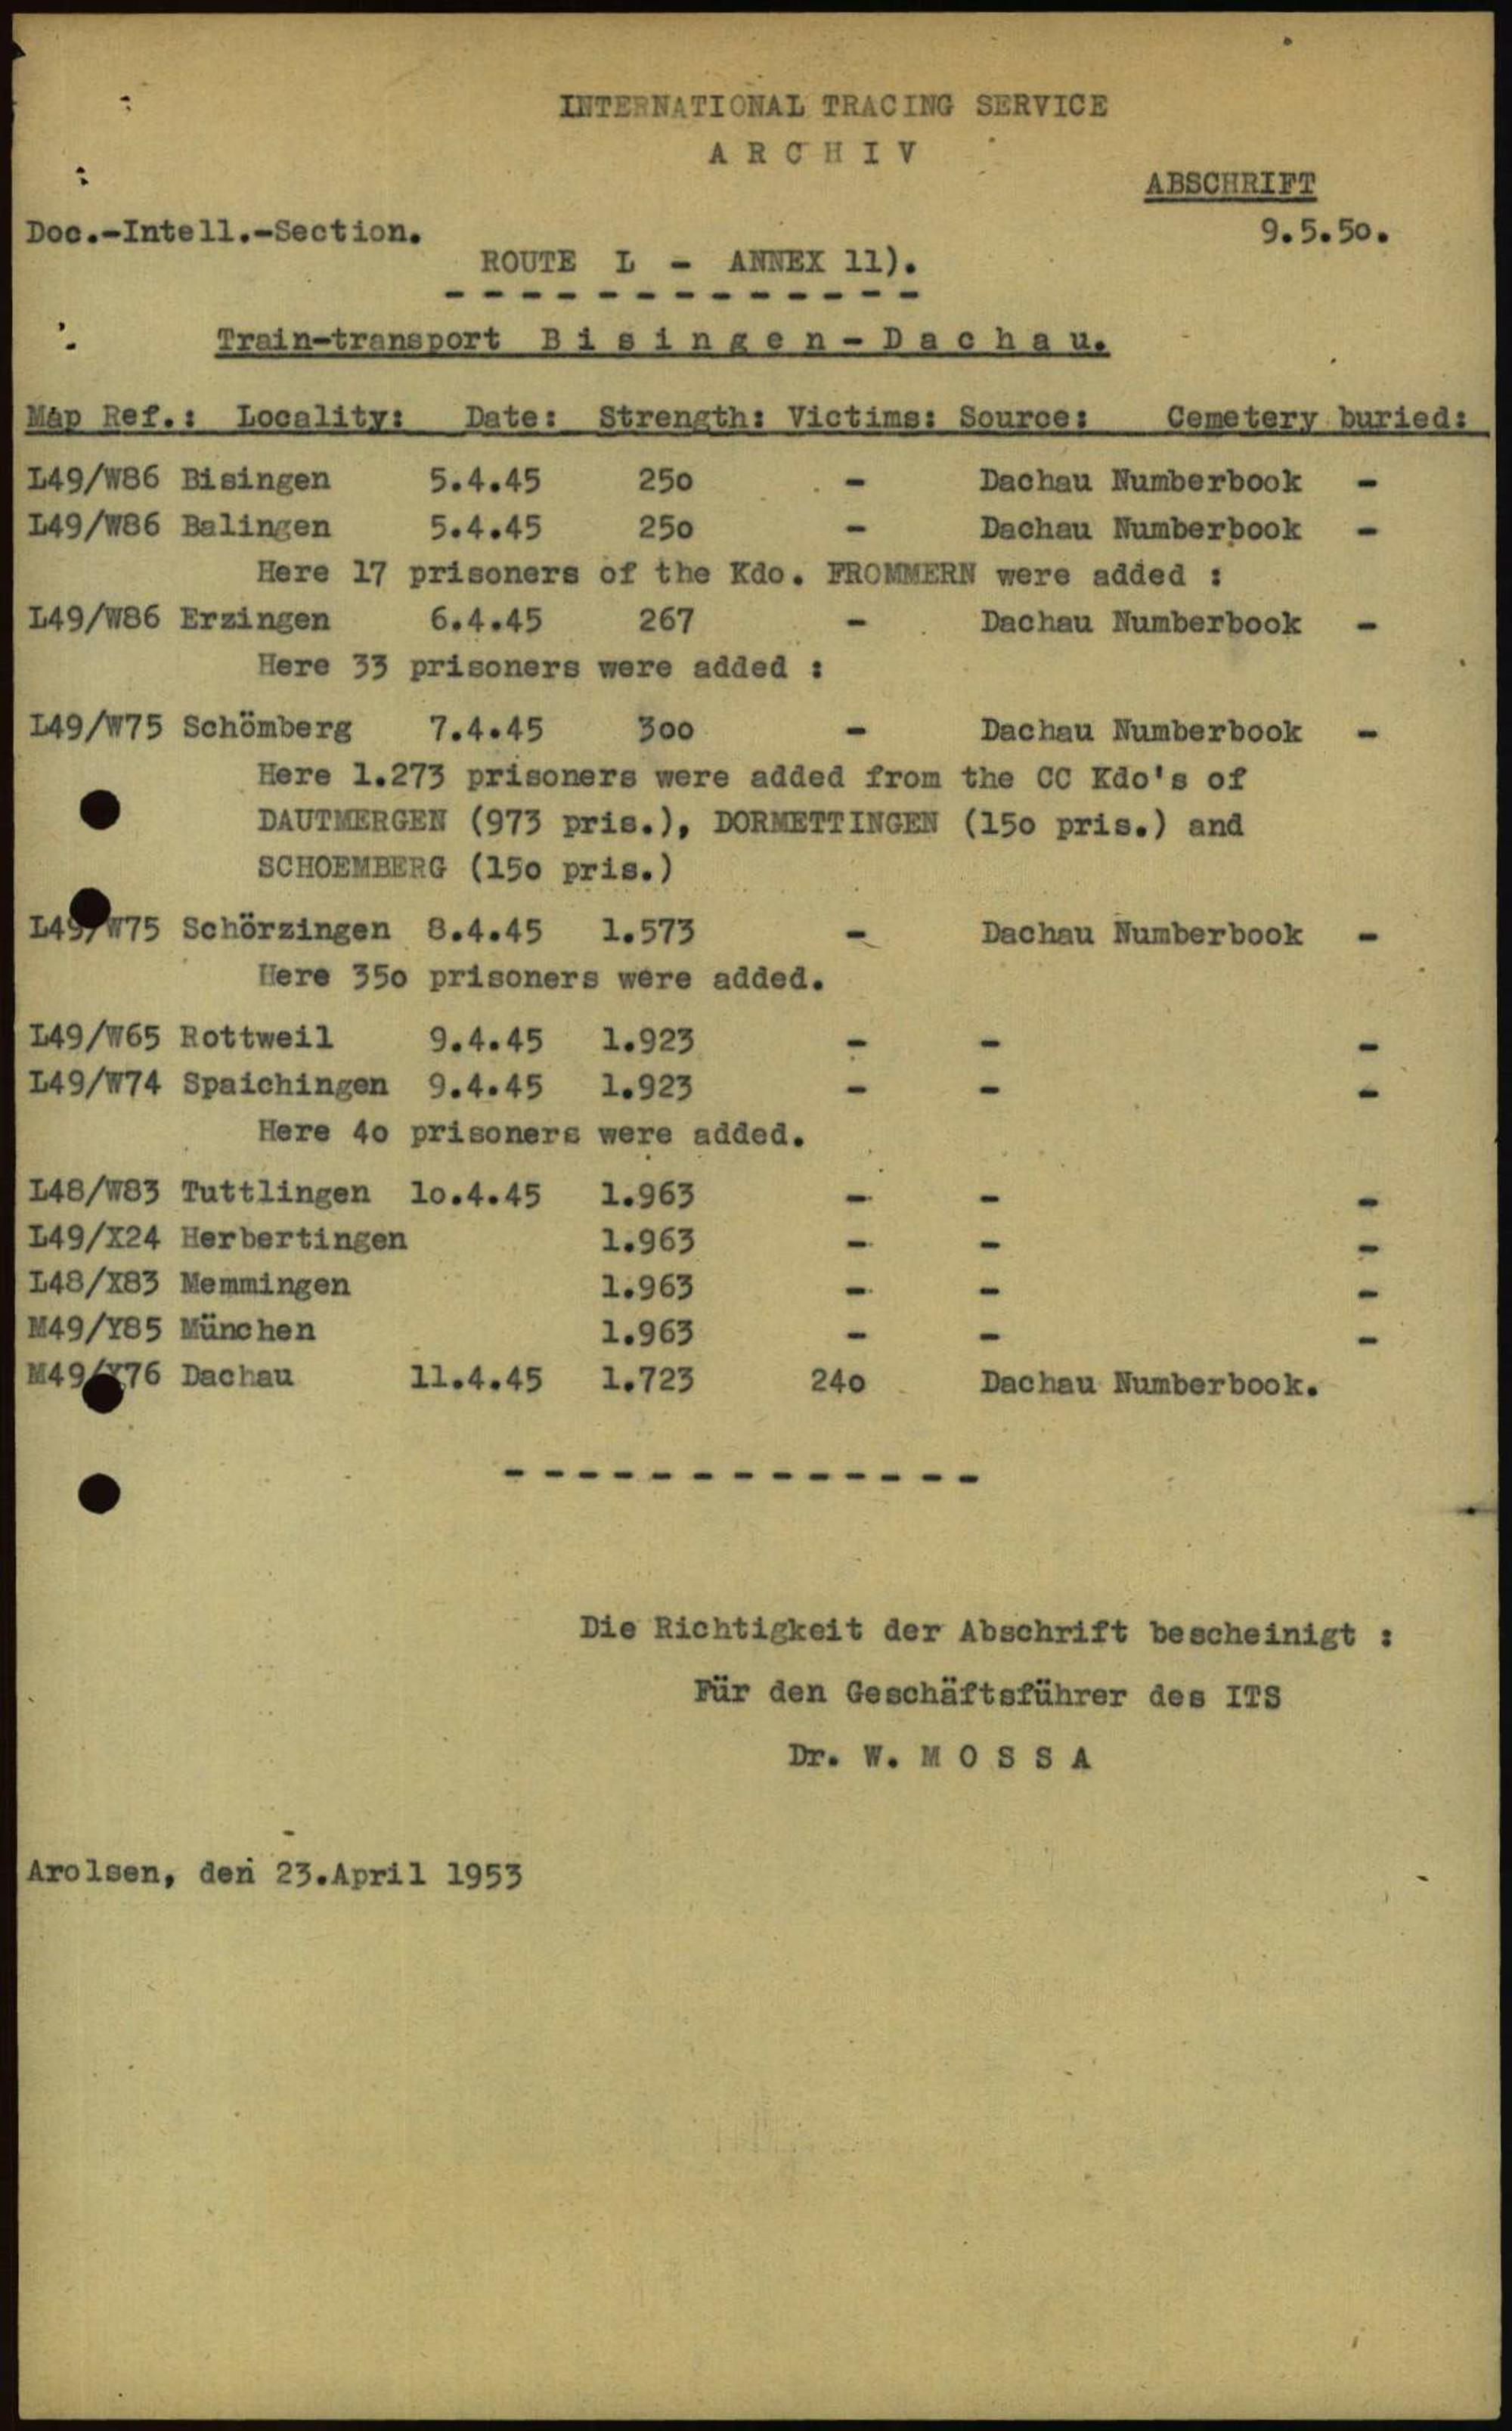 INTERNATIONAL TRACING SERVICE
A R C H I V
ABSCHRIFT
Doc.-Intell.-Section. 9.5.5o.
ROUTE L - ANNEX 11).
- - - - - - - - - - - - -
Train-transport B i s i n g e n - D a c h a u.
Map Ref.: Locality: Date: Strength: Victims: Source: Cemetery buried:
L49/W86 Bisingen 5.4.45 25o - Dachau Numberbook -
L49/W86 Balingen 5.4.45 25o - Dachau Numberbook -
Here 17 prisoners of the Kdo. FROMMERN were added :
L49/W86 Erzingen 6.4.45 267 - Dachau Numberbook -
Here 33 prisoners were added :
L49/W75 Schömberg 7.4.45 3oo - Dachau Numberbook -
Here 1.273 prisoners were added from the CC Kdo's of
DAUTMERGEN (973 pris.), DORMETTINGEN (15o pris.) and
SCHOEMBERG (15o pris.)
L49/W75 Schörzingen 8.4.45 1.573 - Dachau Numberbook -
Here 35o prisoners were added.
L49/W65 Rottweil 9.4.45 1.923 - - -
L49/W74 Spaichingen 9.4.45 1.923 - - -
Here 4o prisoners were added.
L48/W83 Tuttlingen 1o.4.45 1.963 - - -
L49/X24 Herbertingen 1.963 - - -
L48/X83 Memmingen 1.963 - - -
M49/Y85 München 1.963 - - -
M49/Y76 Dachau 11.4.45 1.723 24o Dachau Numberbook.
- - - - - - - - - - - - -
Die Richtigkeit der Abschrift bescheinigt :
Für den Geschäftsführer des ITS
Dr. W. M O S S A
Arolsen, den 23.April 1953